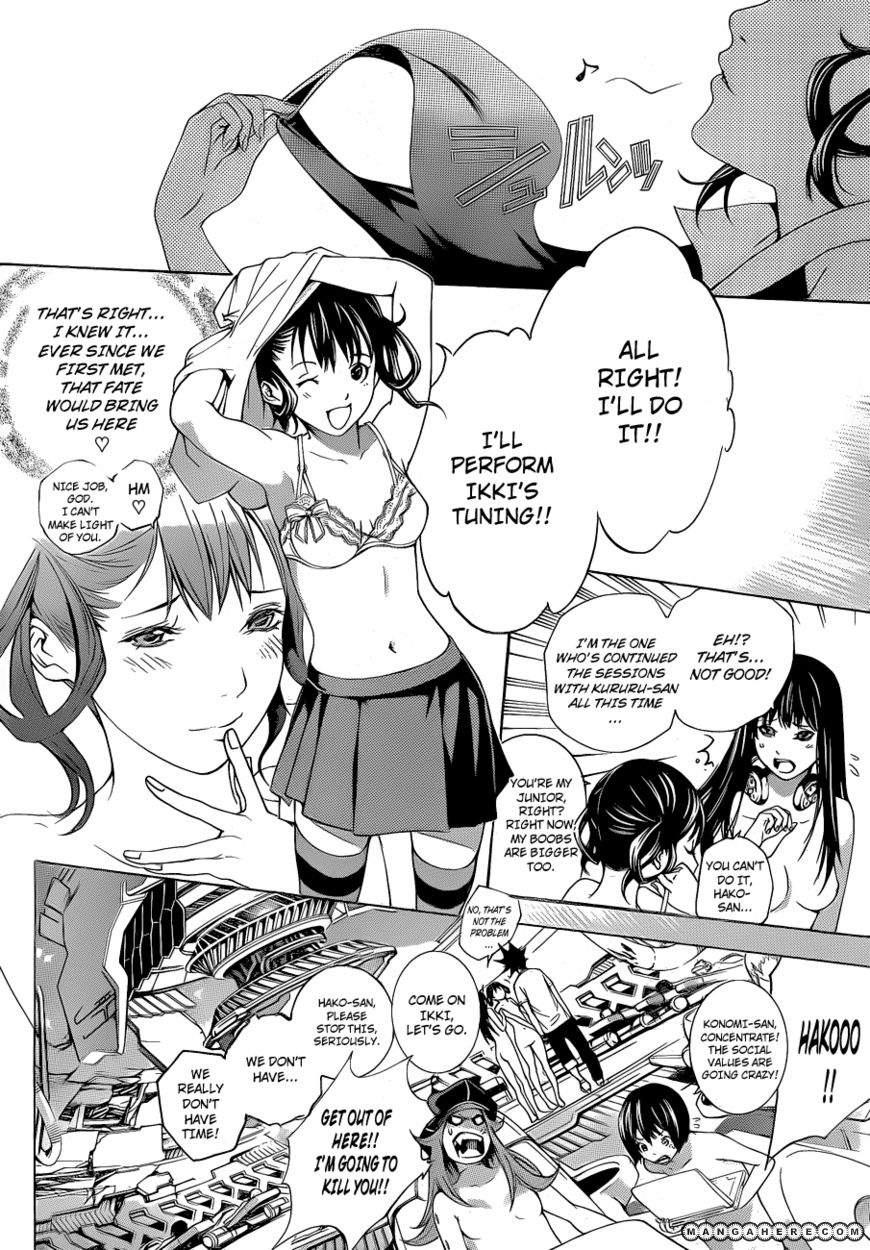 ♪
シュルンッ
ALL
RIGHT!
I'LL DO
IT!!
I'LL
PERFORM
IKKI'S
TUNING!!
THAT'S RIGHT...
I KNEW IT...
EVER SINCE WE
FIRST MET,
THAT FATE
WOULD BRING
US HERE
♡
HM
♡
NICE JOB,
GOD.
I CAN'T
MAKE LIGHT
OF YOU.
EH!?
THAT'S...
NOT GOOD!
I'M THE ONE
WHO'S CONTINUED
THE SESSIONS
WITH KURURU-SAN
ALL THIS TIME
...
YOU'RE MY
JUNIOR,
RIGHT?
RIGHT NOW,
MY BOOBS
ARE BIGGER
TOO.
YOU CAN'T
DO IT,
HAKO-
SAN...
HAKOOO
!!
KONOMI-SAN,
CONCENTRATE!
THE SOCIAL
VALUES ARE
GOING CRAZY!
NO, THAT'S
NOT THE
PROBLEM
...
COME ON
IKKI,
LET'S GO.
HAKO-SAN,
PLEASE
STOP THIS,
SERIOUSLY.
GET OUT OF
HERE!!
I'M GOING TO
KILL YOU!!
WE DON'T
HAVE...
WE
REALLY
DON'T
HAVE
TIME!
MANGAHERE.COM